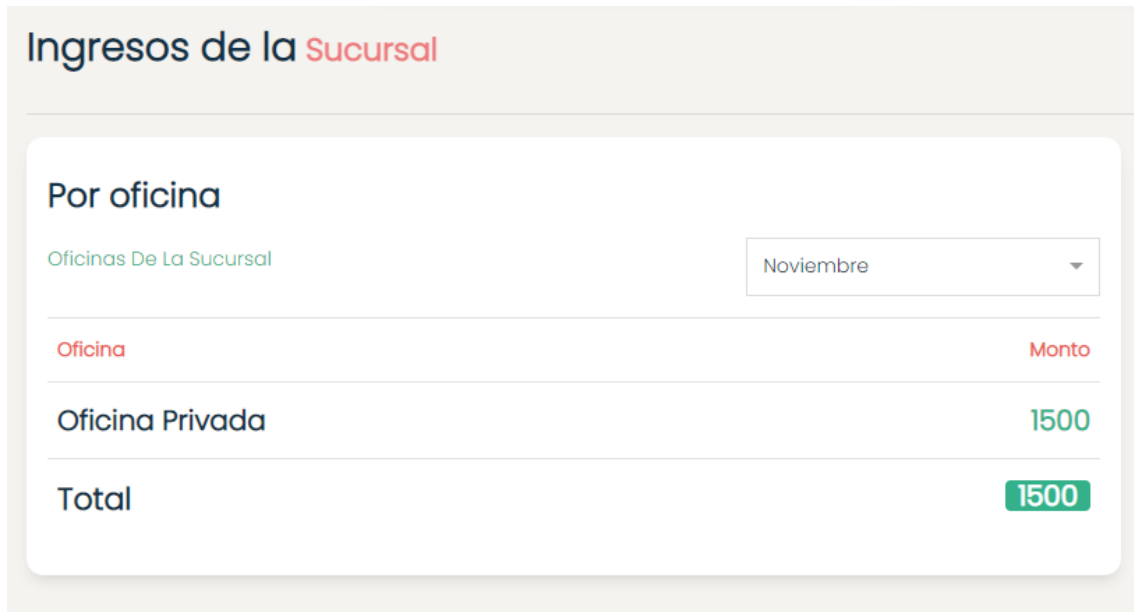 Ingresos de la Sucursal
Por oficina
Oficinas De La Sucursal
Noviembre
Oficina Monto
Oficina Privada 1500
Total 1500